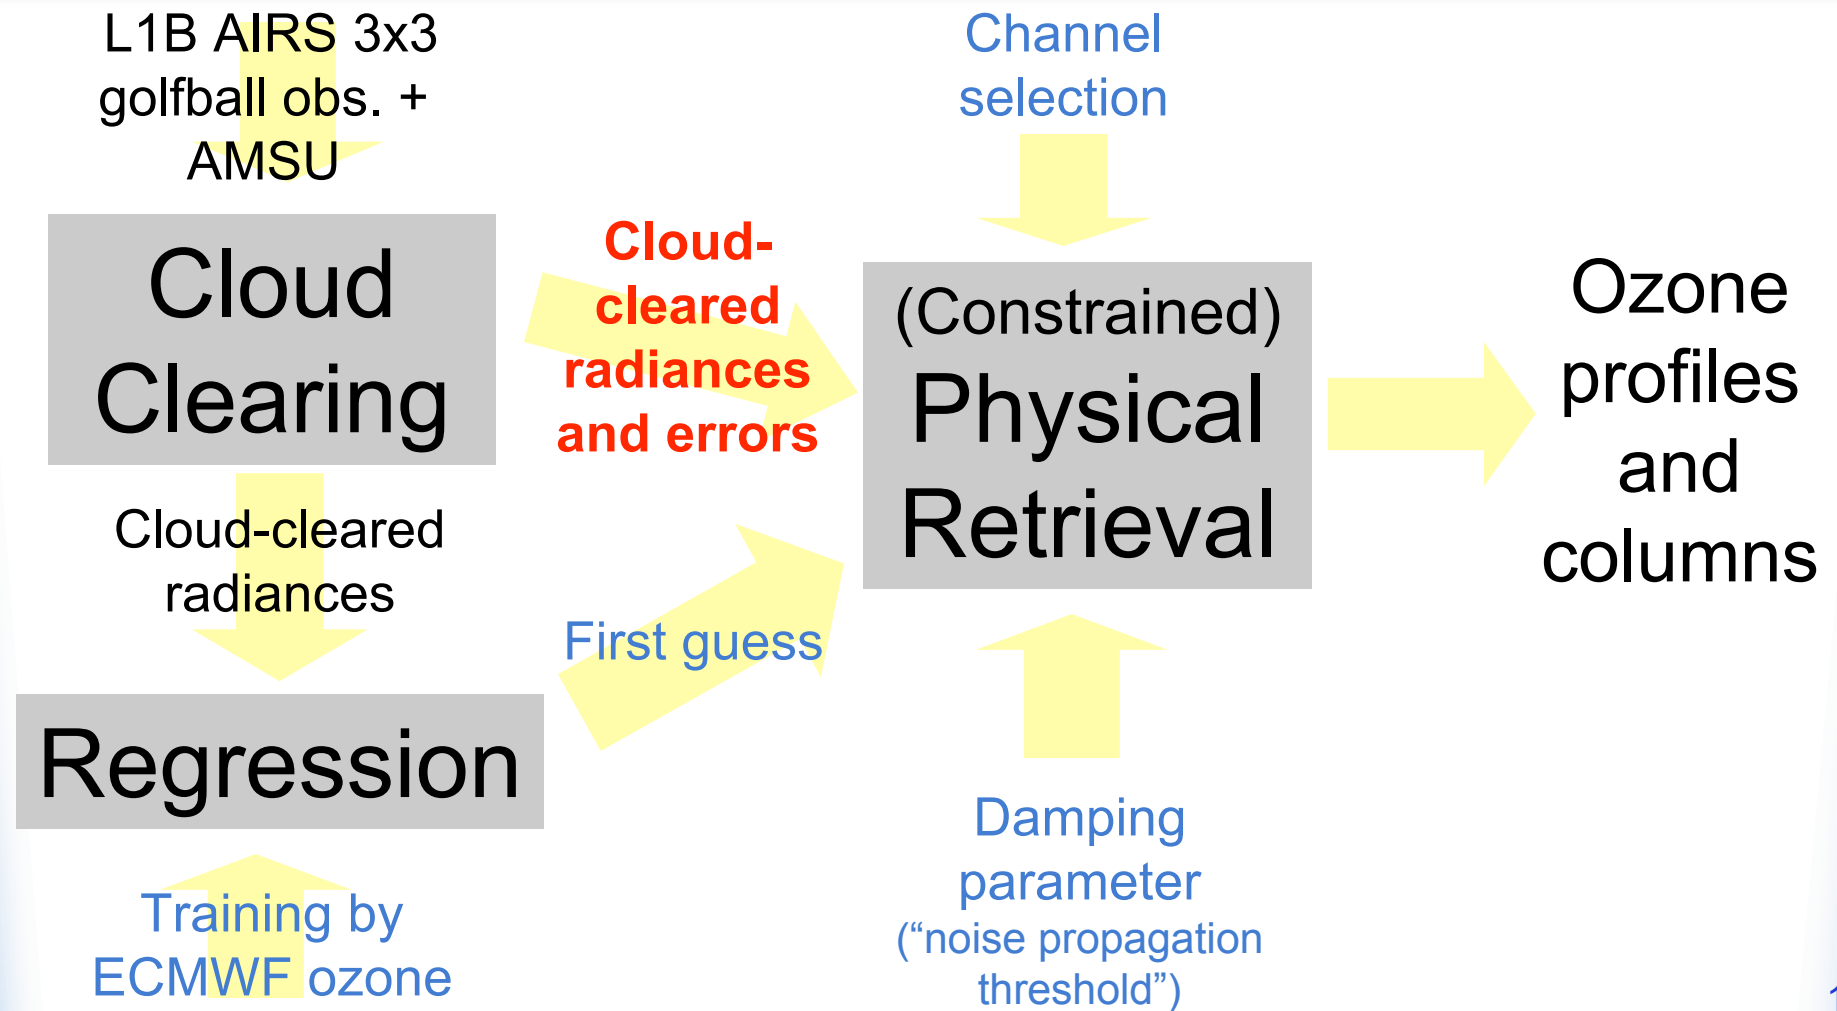 L1B AIRS 3x3
golfball obs. +
AMSU
Channel
selection
Cloud
Clearing
Cloud-
cleared
radiances
and errors
(Constrained)
Physical
Retrieval
Ozone
profiles
and
columns
Cloud-cleared
radiances
First guess
Regression
Training by
ECMWF ozone
Damping
parameter
(“noise propagation
threshold”)